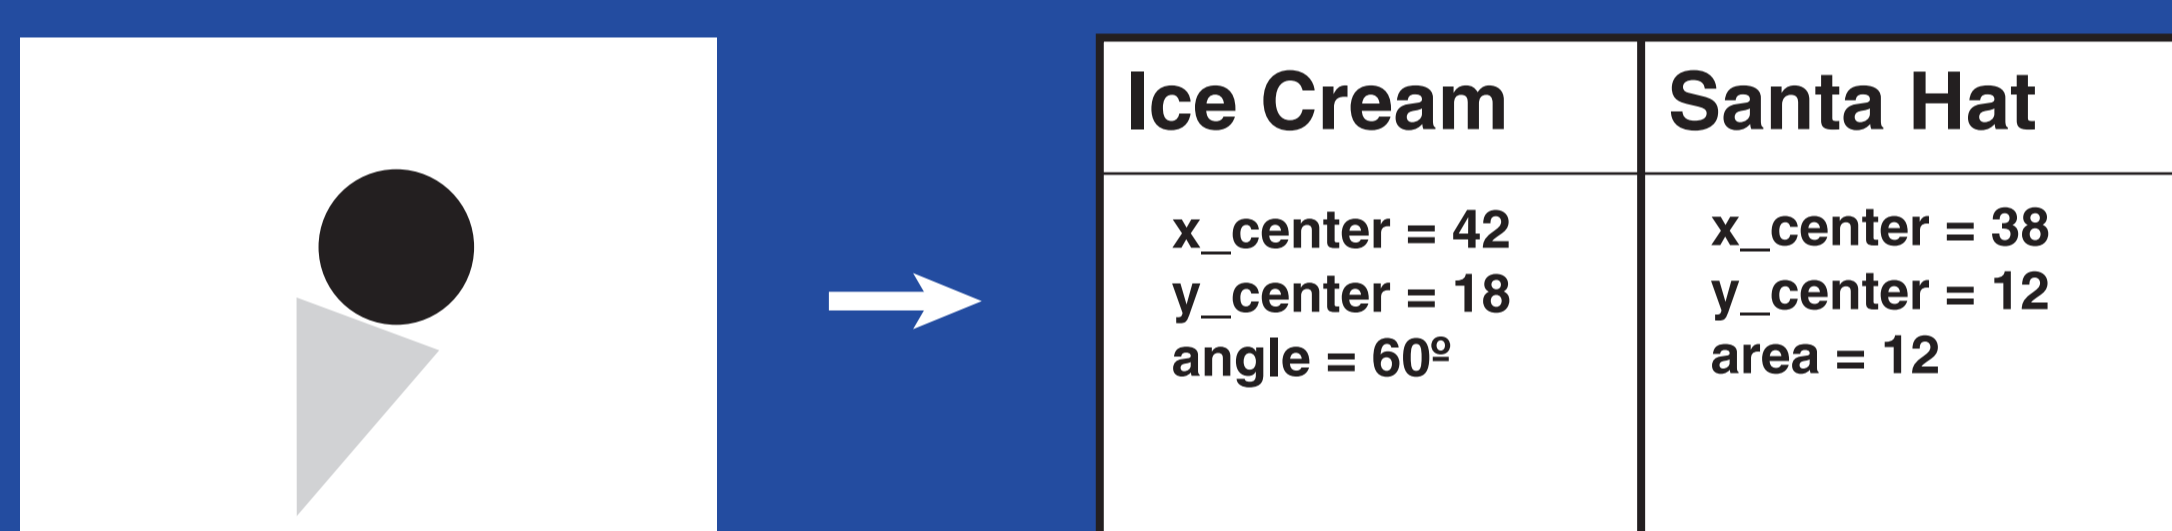 Ice Cream
x_center = 42
y_center = 18
angle = 60º
Santa Hat
x_center = 38
y_center = 12
area = 12